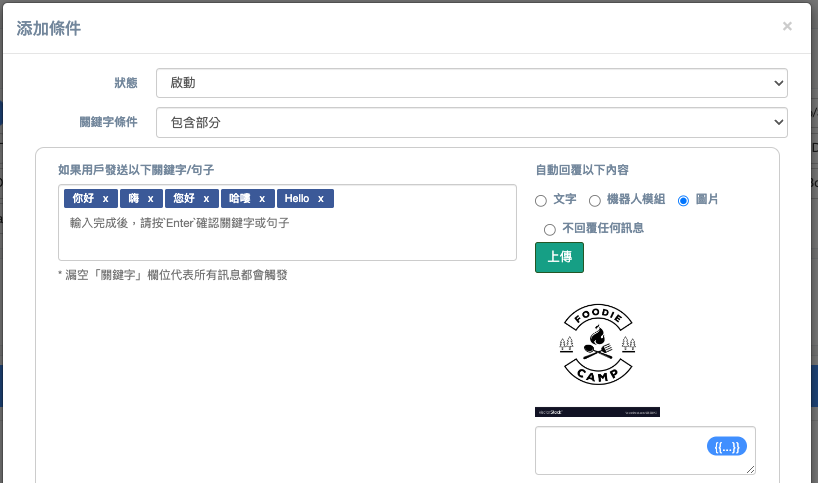 添加條件
×
狀態
啟動
關鍵字條件
包含部分
如果用戶發送以下關鍵字/句子
你好 x 嗨 x 您好 x 哈嘍 x Hello x
輸入完成後，請按`Enter`確認關鍵字或句子
* 漏空「關鍵字」欄位代表所有訊息都會觸發
自動回覆以下內容
文字 機器人模組 圖片
不回覆任何訊息
上傳
FOODIE
CAMP
VectorStock
{{...}}